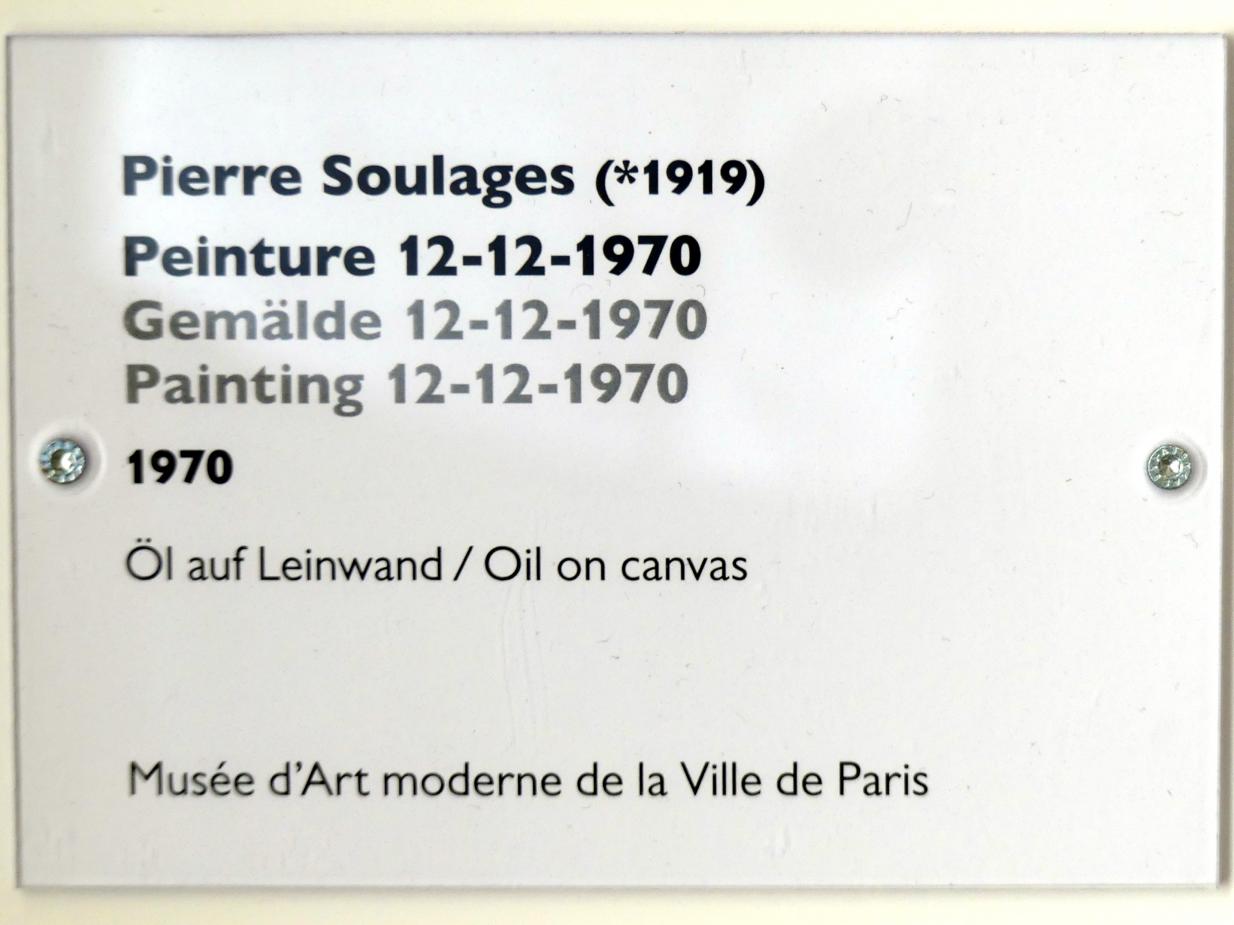 Pierre Soulages (*1919)
Peinture 12-12-1970
Gemälde 12-12-1970
Painting 12-12-1970
1970
Öl auf Leinwand / Oil on canvas
Musée d’Art moderne de la Ville de Paris